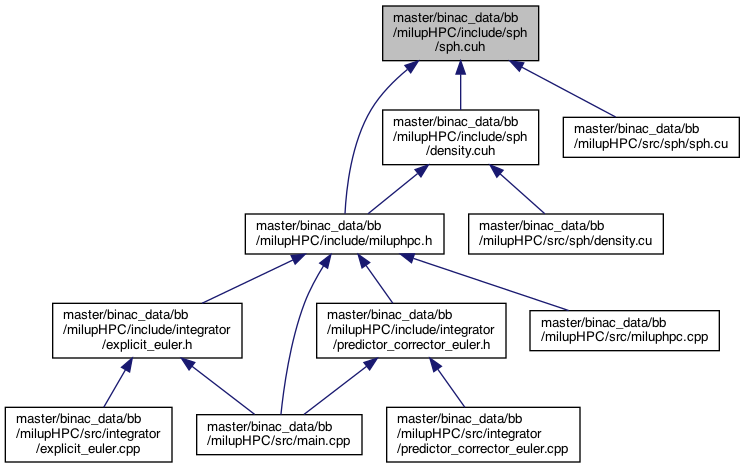 master/binac_data/bb
/milupHPC/include/sph
/sph.cuh
master/binac_data/bb
/milupHPC/include/sph
/density.cuh
master/binac_data/bb
/milupHPC/src/sph/sph.cu
master/binac_data/bb
/milupHPC/include/miluphpc.h
master/binac_data/bb
/milupHPC/src/sph/density.cu
master/binac_data/bb
/milupHPC/include/integrator
/explicit_euler.h
master/binac_data/bb
/milupHPC/include/integrator
/predictor_corrector_euler.h
master/binac_data/bb
/milupHPC/src/miluphpc.cpp
master/binac_data/bb
/milupHPC/src/integrator
/explicit_euler.cpp
master/binac_data/bb
/milupHPC/src/main.cpp
master/binac_data/bb
/milupHPC/src/integrator
/predictor_corrector_euler.cpp